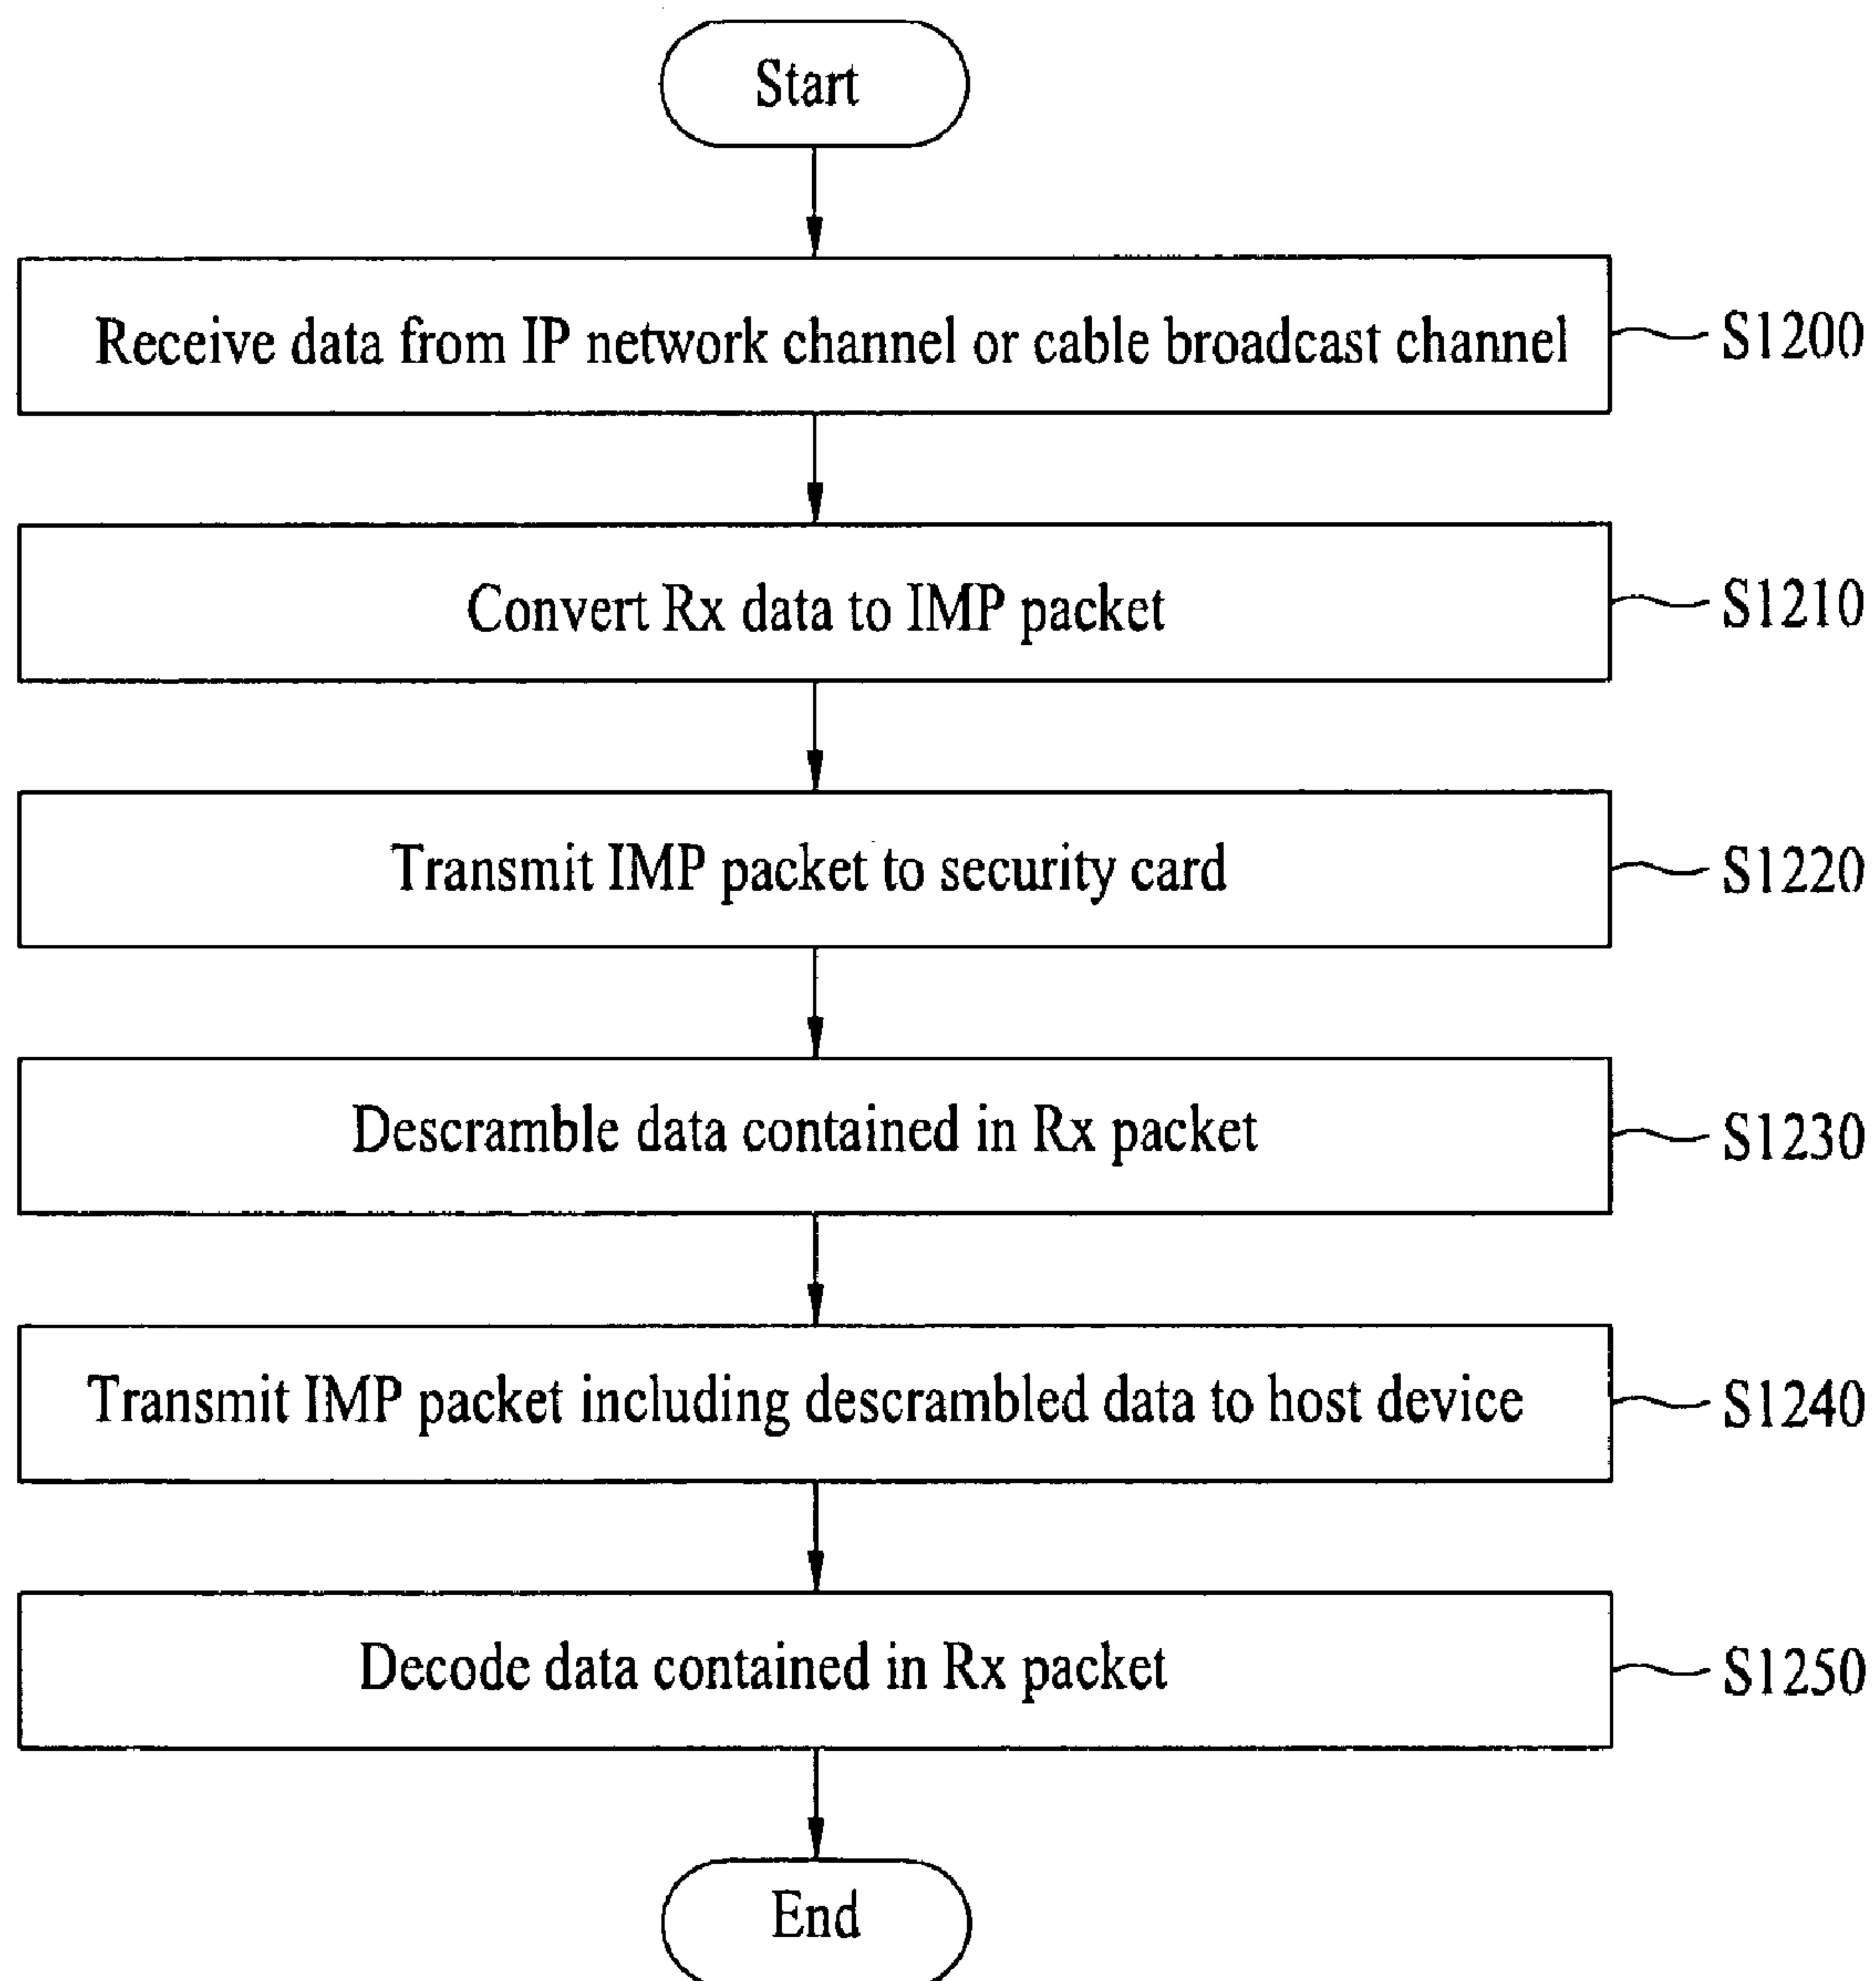 Start
Receive data from IP network channel or cable broadcast channel
S1200
Convert Rx data to IMP packet
S1210
Transmit IMP packet to security card
S1220
Descramble data contained in Rx packet
S1230
Transmit IMP packet including descrambled data to host device
S1240
Decode data contained in Rx packet
S1250
End